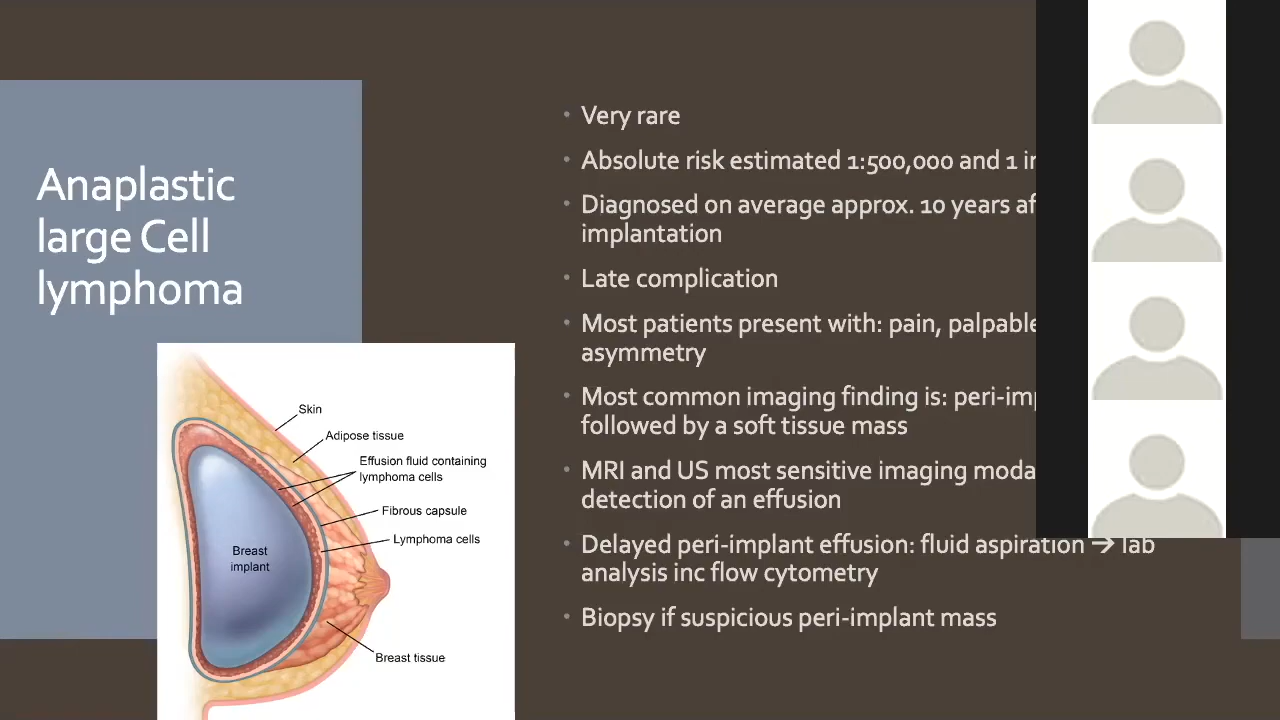 Anaplastic
large Cell
lymphoma
• Very rare
• Absolute risk estimated 1:500,000 and 1
• Diagnosed on average approx. 10 years
implantation
• Late complication
• Most patients present with: pain, palpable
asymmetry
• Most common imaging finding is:
followed by a soft tissue mass
• MRI and US most sensitive imaging
detection of an effusion
• Delayed peri-implant effusion: fluid aspiration → lab
analysis inc flow cytometry
• Biopsy if suspicious peri-implant mass
Skin
Adipose tissue
Effusion fluid containing
lymphoma cells
Fibrous capsule
Lymphoma cells
Breast
implant
Breast tissue